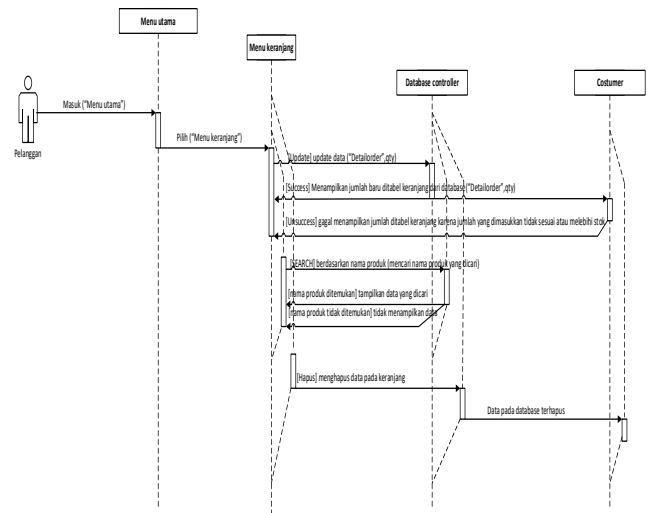 Menu utama
Menu keranjang
Database controller
Costumer
Masuk (“Menu utama”)
Pelanggan
Pilih (“Menu keranjang”)
[Update] update data (“Detailorder”,qty)
[Success] Menampilkan jumlah baru ditabel keranjang dari database (“Detailorder”,qty)
[Unsuccess] gagal menampilkan jumlah ditabel keranjang karena jumlah yang dimasukkan tidak sesuai atau melebihi stok
[SEARCH] berdasarkan nama produk (mencari nama produk yang dicari)
[nama produk ditemukan] tampilkan data yang dicari
[nama produk tidak ditemukan] tidak menampilkan data
[Hapus] menghapus data pada keranjang
Data pada database terhapus